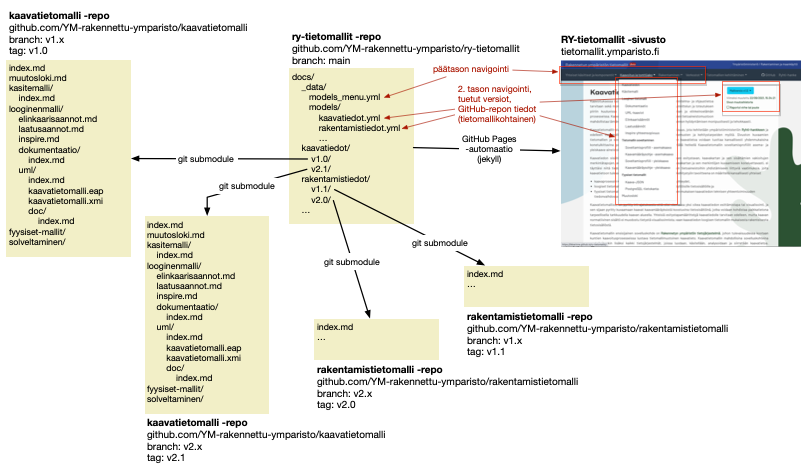 kaavatietomalli -repo
github.com/YM-rakennettu-ymparisto/kaavatietomalli
branch: v1.x
tag: v1.0
index.md
muutosloki.md
kasitemalli/
index.md
looginenmalli/
elinkaarisaannot.md
laatusaannot.md
inspire.md
dokumentaatio/
index.md
uml/
index.md
kaavatietomalli.eap
kaavatietomalli.xmi
doc/
index.md
fyysiset-mallit/
solveltaminen/
ry-tietomallit -repo
github.com/YM-rakennettu-ymparisto/ry-tietomallit
branch: main
docs/
_data/
models_menu.yml
models/
kaavatiedot.yml
rakentamistiedot.yml
...
kaavatiedot/
v1.0/
v2.1/
rakentamistiedot/
v1.1/
v2.0/
...
RY-tietomallit -sivusto
tietomallit.ymparisto.fi
päätason navigointi
2. tason navigointi,
tuetut versiot,
GitHub-repon tiedot
(tietomallikohtainen)
GitHub Pages
-automaatio
(jekyll)
git submodule
git submodule
git submodule
git submodule
index.md
muutosloki.md
kasitemalli/
index.md
looginenmalli/
elinkaarisaannot.md
laatusaannot.md
inspire.md
dokumentaatio/
index.md
uml/
index.md
kaavatietomalli.eap
kaavatietomalli.xmi
doc/
index.md
fyysiset-mallit/
solveltaminen/
kaavatietomalli -repo
github.com/YM-rakennettu-ymparisto/kaavatietomalli
branch: v2.x
tag: v2.1
index.md
...
rakentamistietomalli -repo
github.com/YM-rakennettu-ymparisto/rakentamistietomalli
branch: v2.x
tag: v2.0
index.md
...
rakentamistietomalli -repo
github.com/YM-rakennettu-ymparisto/rakentamistietomalli
branch: v1.x
tag: v1.1